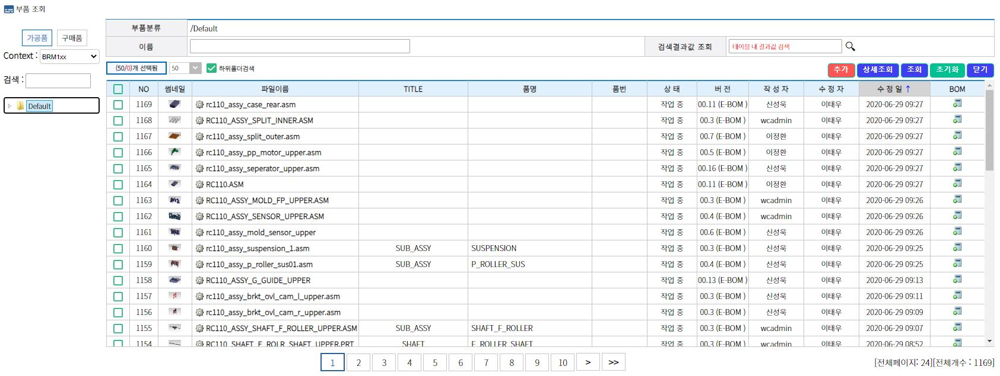 부품 조회
가공품 구매품
Context : BRM1xx
검색 :
Default
부품분류 /Default
이름 검색결과값 조회 테이블 내 결과값 검색
(50/0)개 선택됨 50 하위폴더검색 추가 상세조회 조회 초기화 닫기
NO 썸네일 파일이름 TITLE 품명 품번 상 태 버 전 작 성 자 수 정 자 수 정 일 ↑ BOM
1169 rc110_assy_case_rear.asm 작업 중 00.11 (E-BOM ) 신성욱 이태우 2020-06-29 09:27
1168 RC110_ASSY_SPLIT_INNER.ASM 작업 중 00.3 (E-BOM ) wcadmin 이태우 2020-06-29 09:27
1167 rc110_assy_split_outer.asm 작업 중 00.7 (E-BOM ) 이정환 이태우 2020-06-29 09:27
1166 rc110_assy_pp_motor_upper.asm 작업 중 00.5 (E-BOM ) 이정환 이태우 2020-06-29 09:27
1165 rc110_assy_seperator_upper.asm 작업 중 00.16 (E-BOM ) 신성욱 이태우 2020-06-29 09:27
1164 RC110.ASM 작업 중 00.11 (E-BOM ) 이정환 이태우 2020-06-29 09:27
1163 RC110_ASSY_MOLD_FP_UPPER.ASM 작업 중 00.3 (E-BOM ) wcadmin 이태우 2020-06-29 09:26
1162 RC110_ASSY_SENSOR_UPPER.ASM 작업 중 00.4 (E-BOM ) wcadmin 이태우 2020-06-29 09:26
1161 rc110_assy_mold_sensor_upper 작업 중 00.6 (E-BOM ) 신성욱 이태우 2020-06-29 09:26
1160 rc110_assy_suspension_1.asm SUB_ASSY SUSPENSION 작업 중 00.3 (E-BOM ) 신성욱 이태우 2020-06-29 09:25
1159 rc110_assy_p_roller_sus01.asm SUB_ASSY P_ROLLER_SUS 작업 중 00.4 (E-BOM ) 신성욱 이태우 2020-06-29 09:25
1158 RC110_ASSY_G_GUIDE_UPPER 작업 중 00.13 (E-BOM ) 신성욱 이태우 2020-06-29 09:13
1157 rc110_assy_brkt_ovl_cam_l_upper.asm 작업 중 00.3 (E-BOM ) 신성욱 이태우 2020-06-29 09:11
1156 rc110_assy_brkt_ovl_cam_r_upper.asm 작업 중 00.3 (E-BOM ) 신성욱 이태우 2020-06-29 09:09
1155 RC110_ASSY_SHAFT_F_ROLLER_UPPER.ASM SUB_ASSY SHAFT_F_ROLLER 작업 중 00.3 (E-BOM ) wcadmin 이태우 2020-06-29 09:07
1154 RC110_SHAFT_F_ROLR_SHAFT_UPPER.PRT SHAFT F_ROLLER_SHAFT 작업 중 00.3 (E-BOM ) wcadmin 이태우 2020-06-29 08:52
1 2 3 4 5 6 7 8 9 10 > >> [전체페이지: 24][전체개수 : 1169]